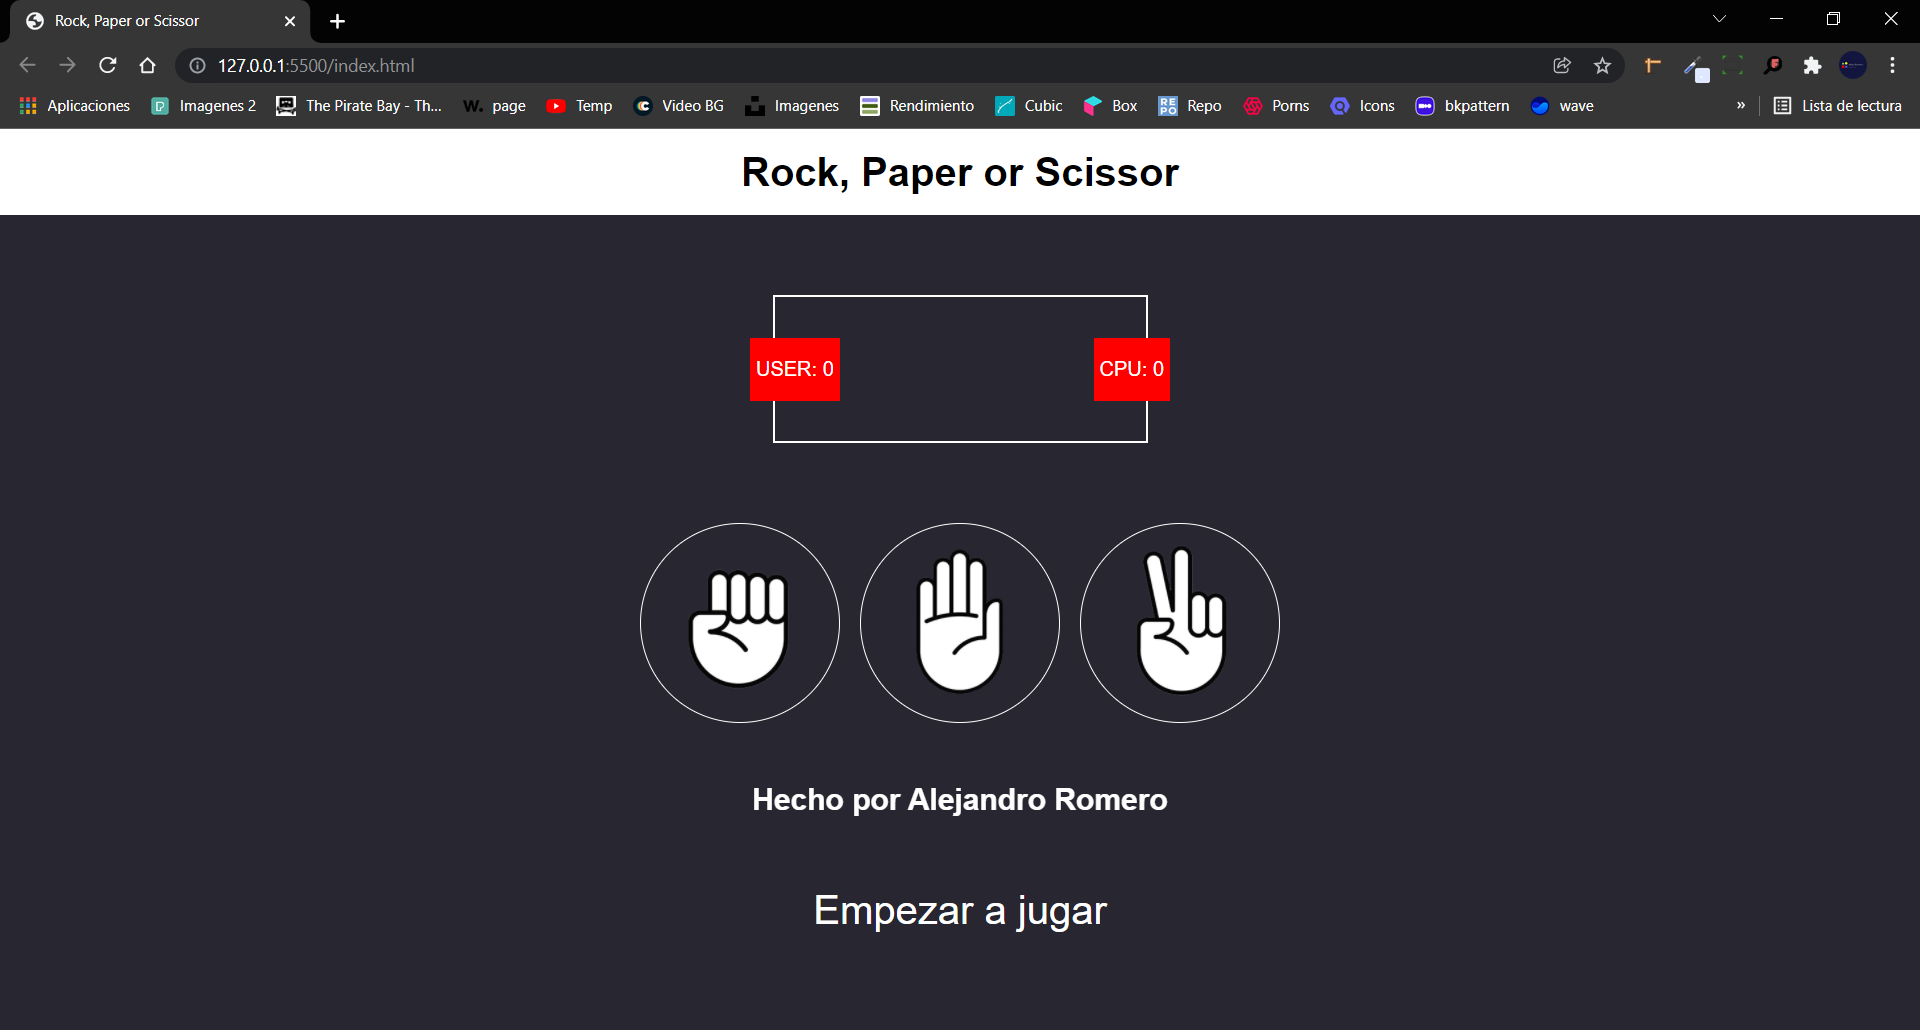 Rock, Paper or Scissor
127.0.0.1:5500/index.html
Aplicaciones
Imagenes 2
The Pirate Bay - Th...
W. page
Temp
Video BG
Imagenes
Rendimiento
Cubic
Box
REPO Repo
Porns
Icons
bkpattern
wave
»
Lista de lectura
Rock, Paper or Scissor
USER: 0
CPU: 0
Hecho por Alejandro Romero
Empezar a jugar